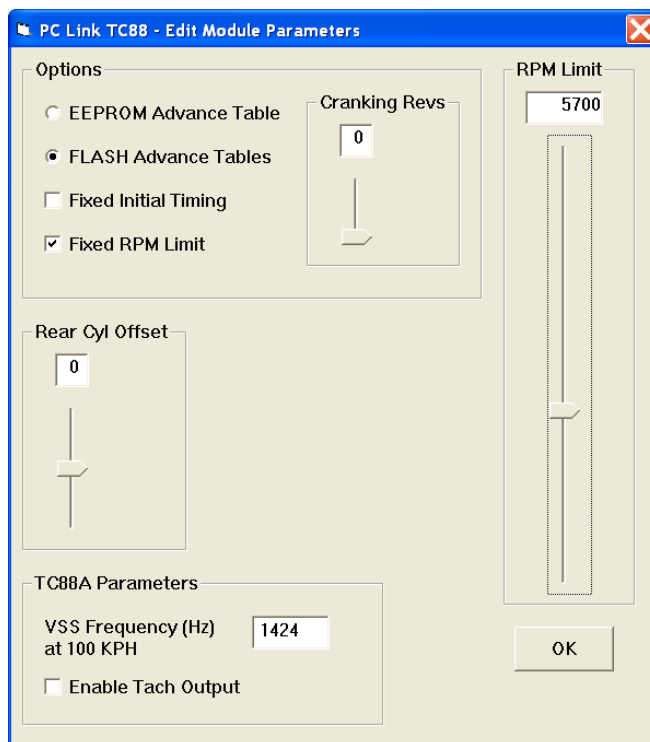 PC Link TC88 - Edit Module Parameters
Options
EEPROM Advance Table
FLASH Advance Tables
Fixed Initial Timing
Fixed RPM Limit
Cranking Revs
0
RPM Limit
5700
Rear Cyl Offset
0
TC88A Parameters
VSS Frequency (Hz)
at 100 KPH
1424
Enable Tach Output
OK